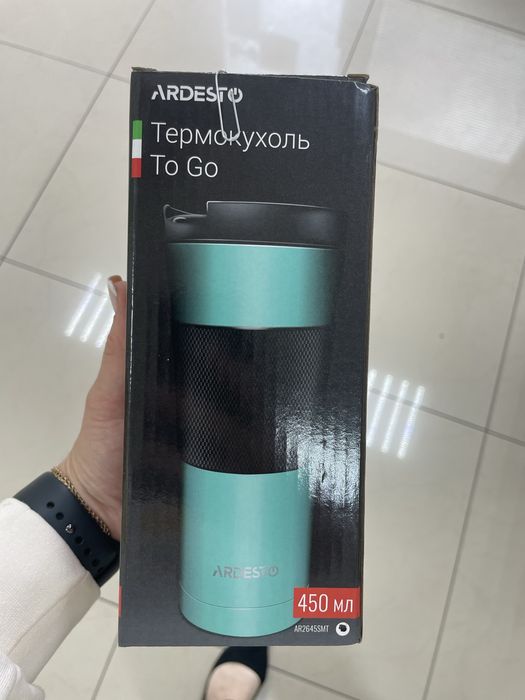 ARDESTO
Термокухоль
To Go
ARDESTO
450 мл
AR2645SMT